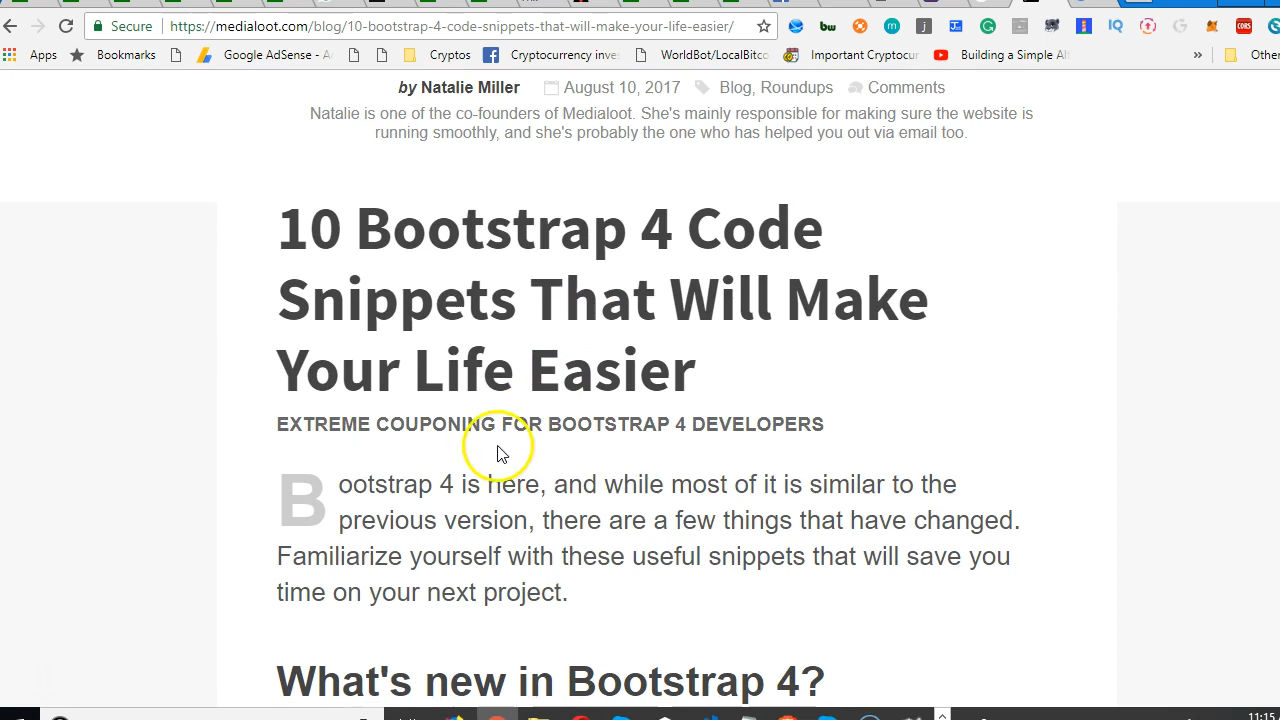 Secure https://medialoot.com/blog/10-bootstrap-4-code-snippets-that-will-make-your-life-easier/
Apps Bookmarks Google AdSense - Cryptos Cryptocurrency inve WorldBit/LocalBitco Important Cryptocur Building a Simple Alt » Othe
by Natalie Miller August 10, 2017 Blog, Roundups Comments
Natalie is one of the co-founders of Medialoot. She's mainly responsible for making sure the website is
running smoothly, and she's probably the one who has helped you out via email too.
10 Bootstrap 4 Code
Snippets That Will Make
Your Life Easier
EXTREME COUPONING FOR BOOTSTRAP 4 DEVELOPERS
Bootstrap 4 is here, and while most of it is similar to the
previous version, there are a few things that have changed.
Familiarize yourself with these useful snippets that will save you
time on your next project.
What's new in Bootstrap 4?
11:15